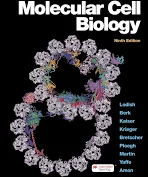 Molecular Cell
Biology
Ninth Edition
Lodish
Berk
Kaiser
Krieger
Bretscher
Ploegh
Martin
Yaffe
Amon